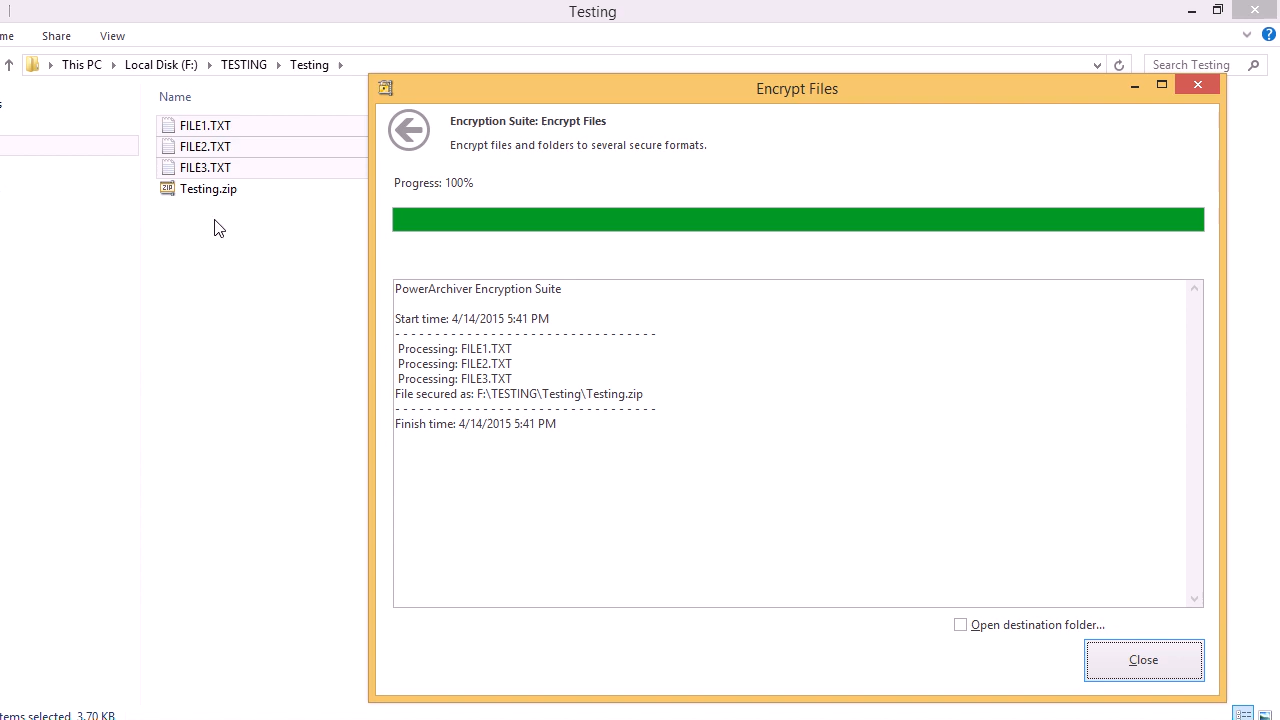 Testing
me Share View
This PC Local Disk (F:) TESTING Testing
Search Testing
Name
FILE1.TXT
FILE2.TXT
FILE3.TXT
ZIP Testing.zip
Encrypt Files
Encryption Suite: Encrypt Files
Encrypt files and folders to several secure formats.
Progress: 100%
PowerArchiver Encryption Suite
Start time: 4/14/2015 5:41 PM
- - - - - - - - - - - - - - - - - - - - - - - - - - - - - - - - -
Processing: FILE1.TXT
Processing: FILE2.TXT
Processing: FILE3.TXT
File secured as: F:\TESTING\Testing\Testing.zip
- - - - - - - - - - - - - - - - - - - - - - - - - - - - - - - - -
Finish time: 4/14/2015 5:41 PM
Open destination folder...
Close
tems selected 3.70 KB